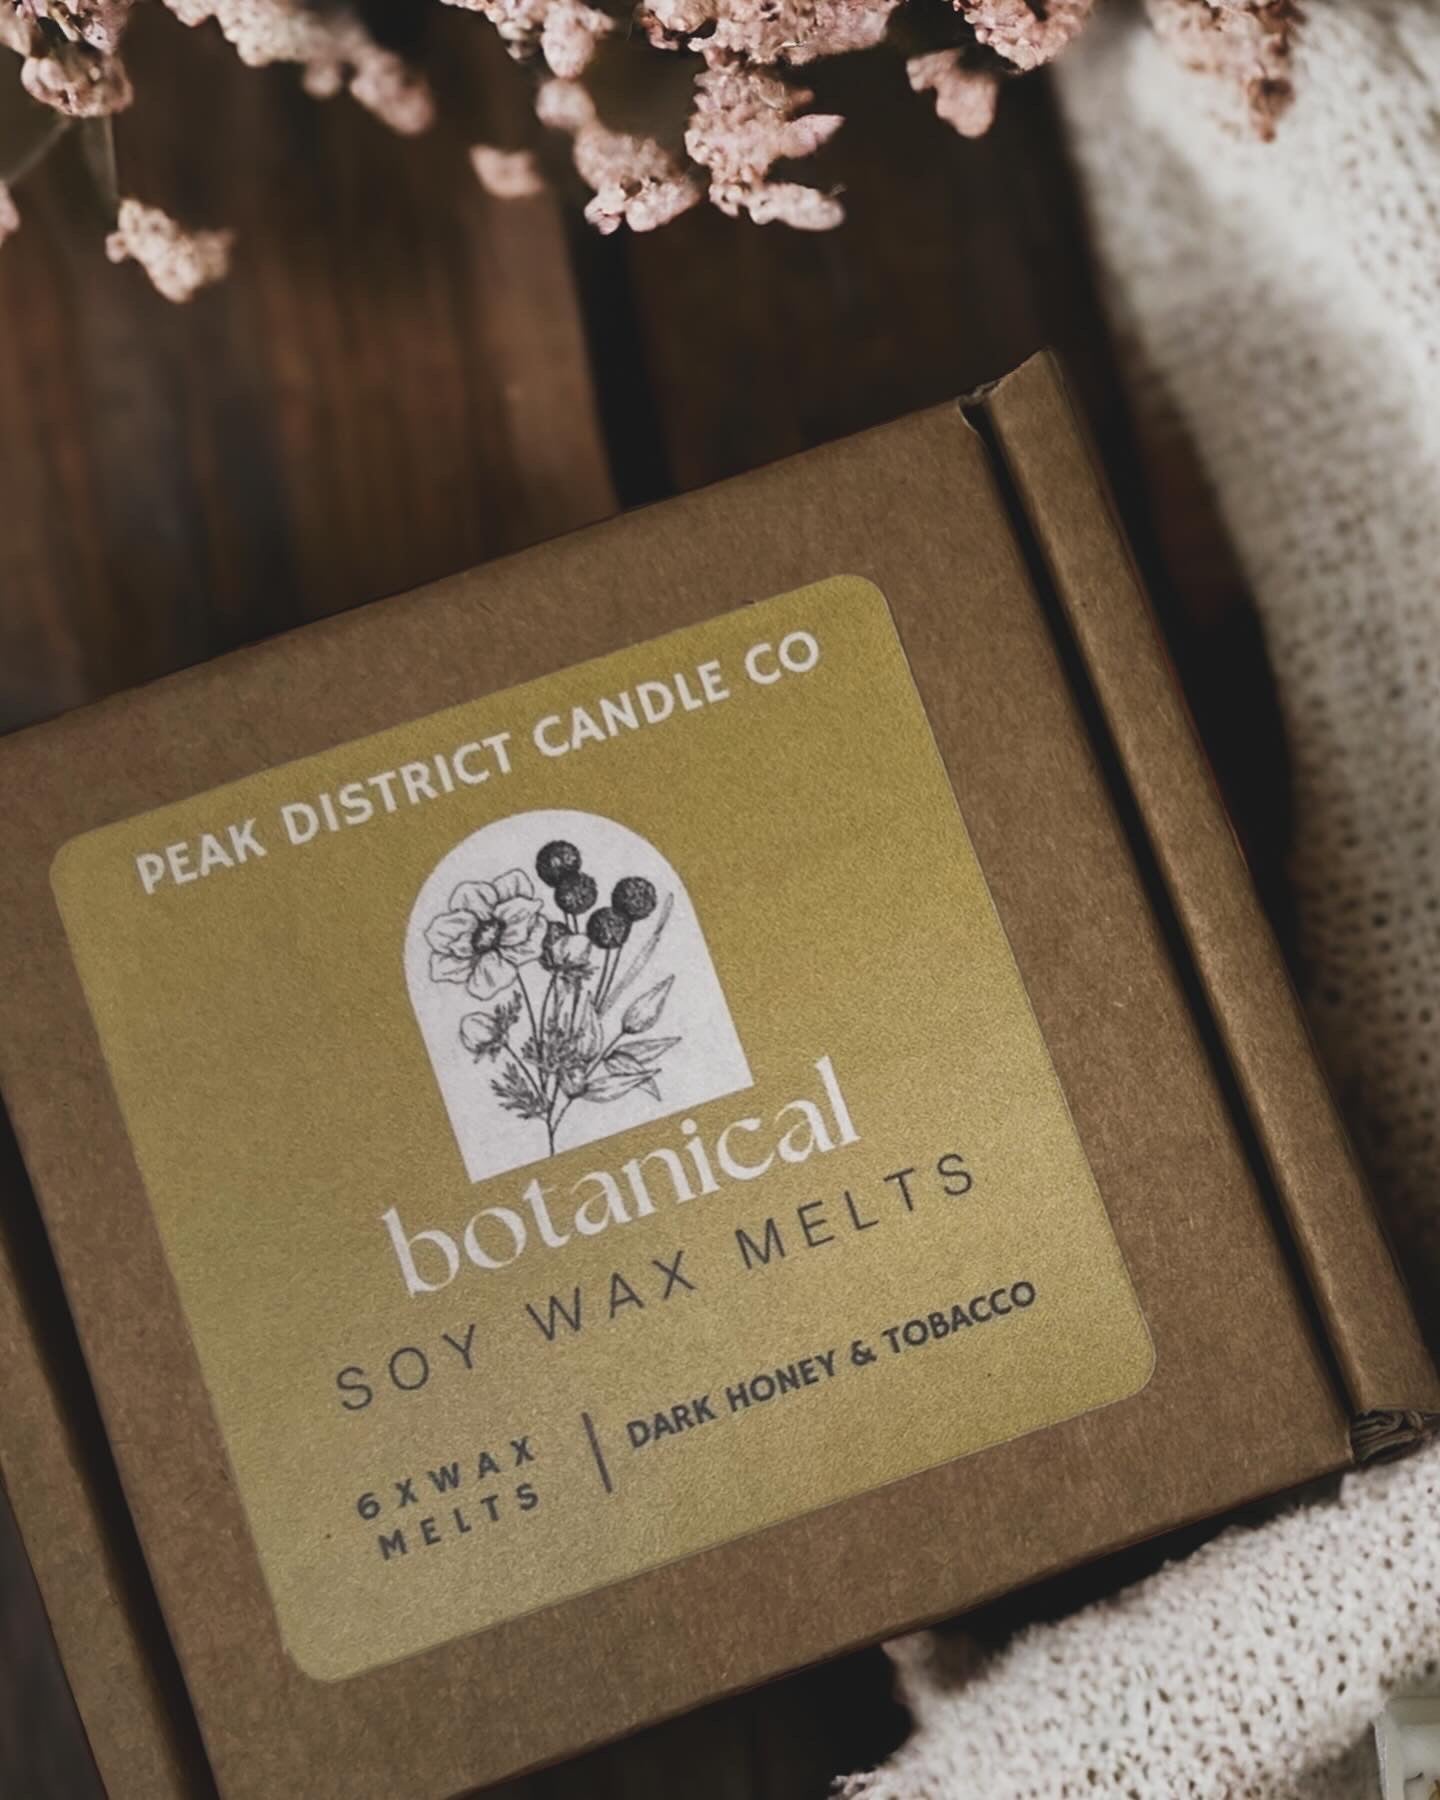 PEAK DISTRICT CANDLE CO
botanical
SOY WAX MELTS
6 X WAX
MELTS
DARK HONEY & TOBACCO